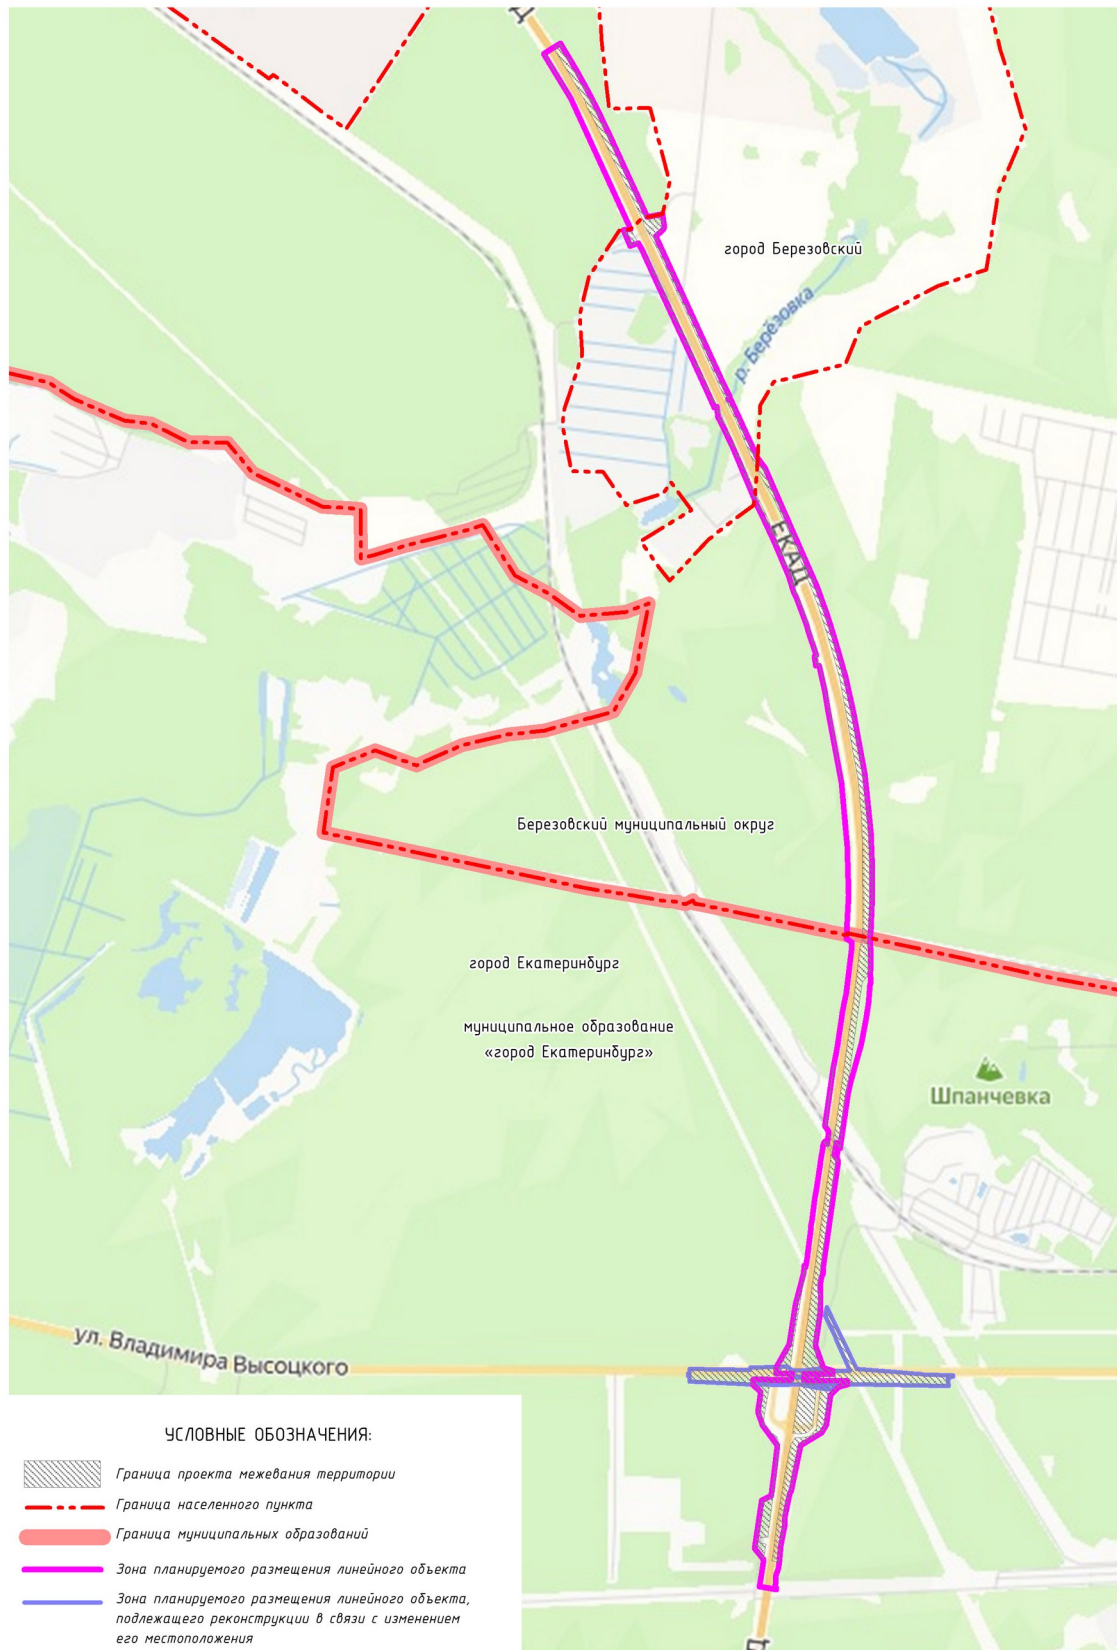 Д
город Березовский
р. Берёзовка
ЕКАД
Березовский муниципальный округ
город Екатеринбург
муниципальное образование
«город Екатеринбург»
Шпанчевка
ул. Владимира Высоцкого
УСЛОВНЫЕ ОБОЗНАЧЕНИЯ:
Граница проекта межевания территории
Граница населенного пункта
Граница муниципальных образований
Зона планируемого размещения линейного объекта
Зона планируемого размещения линейного объекта,
подлежащего реконструкции в связи с изменением
его местоположения
Д